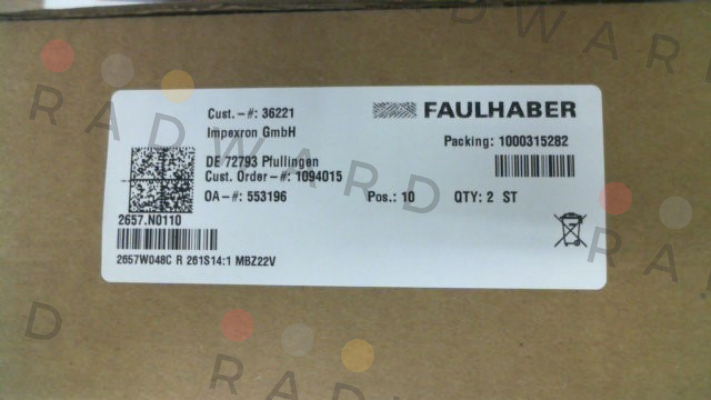 FAULHABER
Cust.-#: 36221
Impexron GmbH
Packing: 1000315282
DE 72793 Pfullingen
Cust. Order-#: 1094015
OA-#: 553196 Pos.: 10 QTY: 2 ST
2657.N0110
2657W048C R 261S14:1 MBZ22V
RADWARD
RADWARD
D
RADWARD